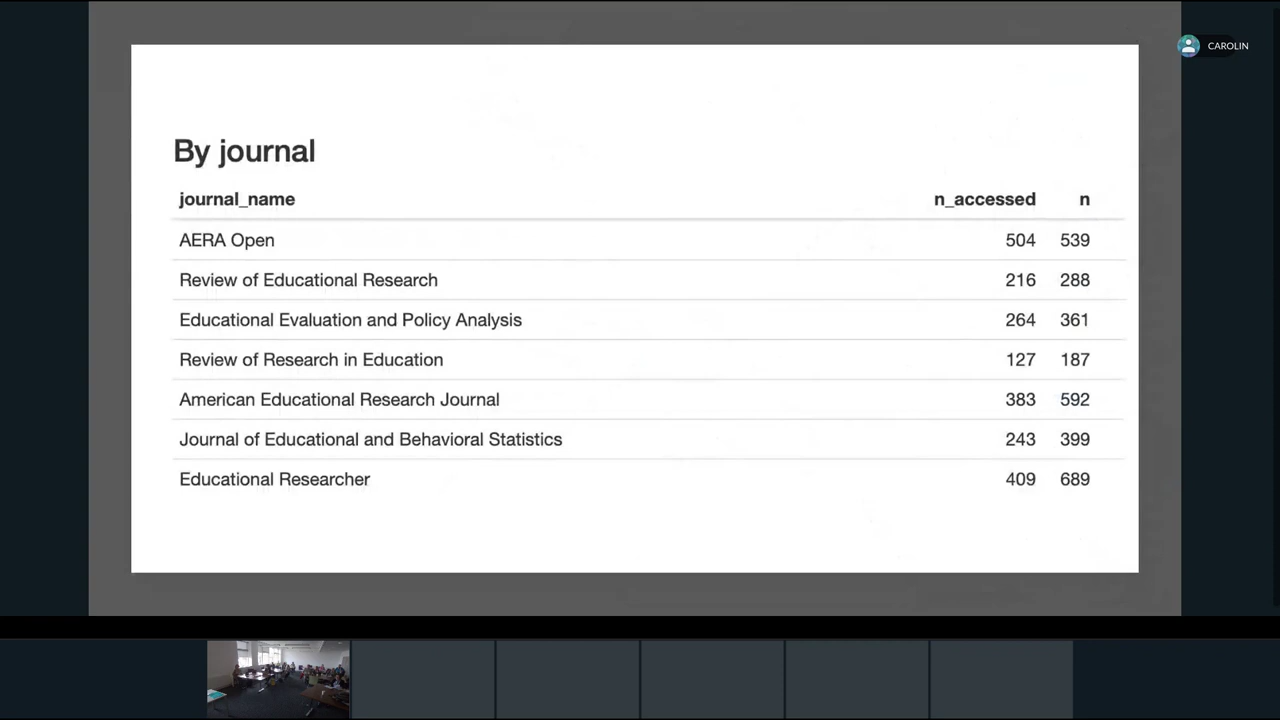 CAROLIN
By journal
journal_name n_accessed n
AERA Open 504 539
Review of Educational Research 216 288
Educational Evaluation and Policy Analysis 264 361
Review of Research in Education 127 187
American Educational Research Journal 383 592
Journal of Educational and Behavioral Statistics 243 399
Educational Researcher 409 689